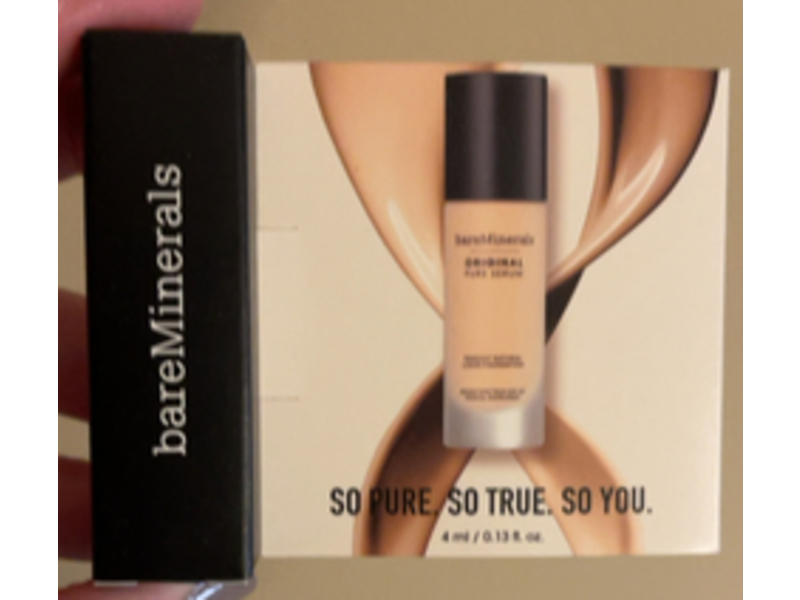 bareMinerals
bareMinerals
ORIGINAL
PURE SERUM
SO PURE. SO TRUE. SO YOU.
4 ml / 0.13 fl. oz.